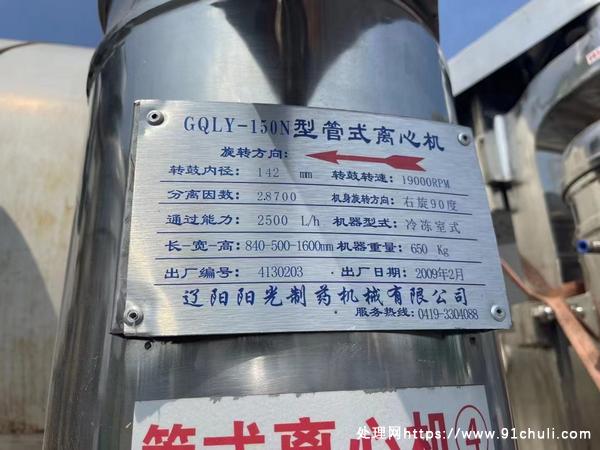 GQLY-150N型管式离心机
旋转方向:
转鼓内径: 142 mm 转鼓转速: 19000RPM
分离因数: 28700 机身旋转方向: 右旋90度
通过能力: 2500 L/h 机器型式: 冷冻室式
长-宽-高: 840-500-1600mm 机器重量: 650 Kg
出厂编号: 4130203 出厂日期: 2009年2月
辽阳阳光制药机械有限公司
服务热线: 0419-3304088
管式离心机④
处理网https://www.91chuli.com/